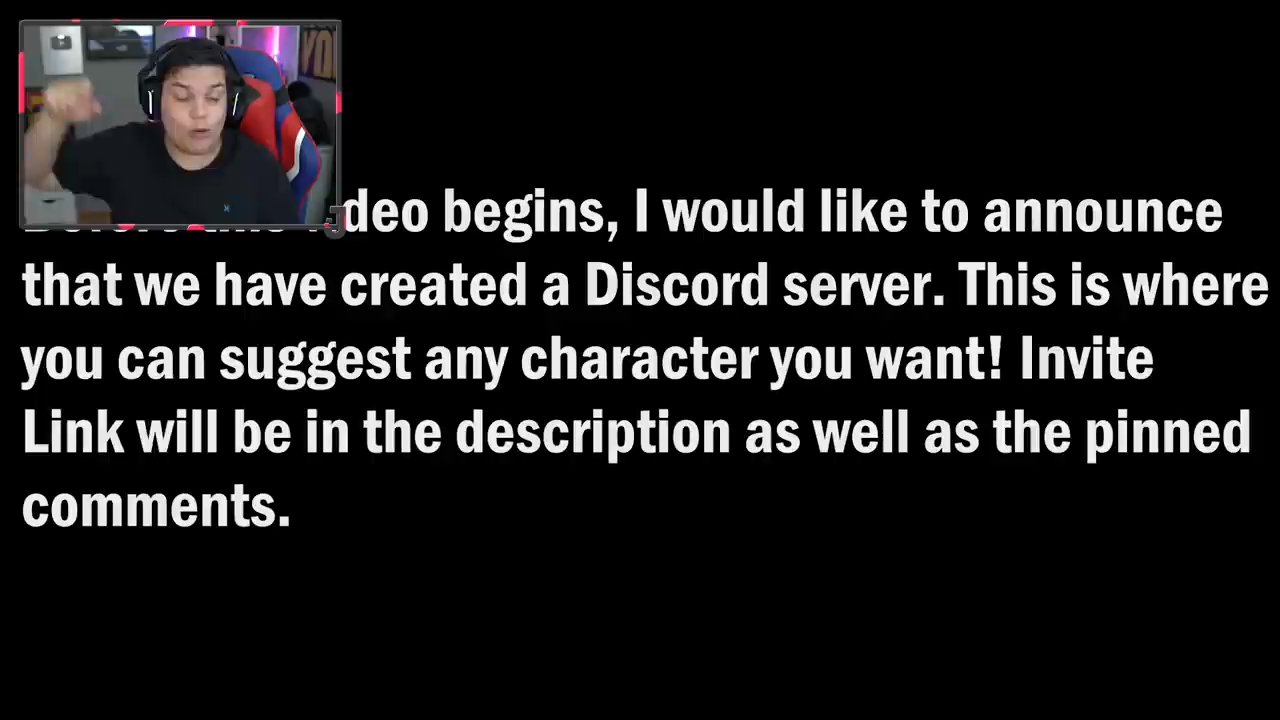 deo begins, I would like to announce
that we have created a Discord server. This is where
you can suggest any character you want! Invite
Link will be in the description as well as the pinned
comments.